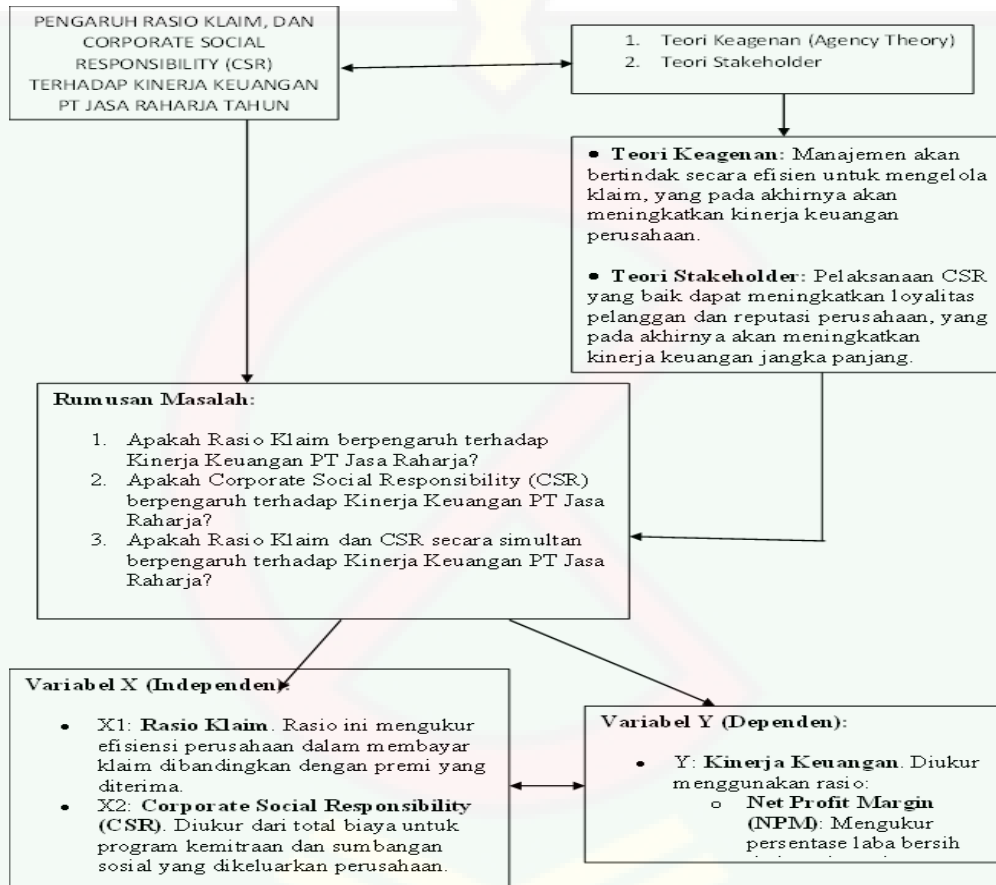 PENGARUH RASIO KLAIM, DAN
CORPORATE SOCIAL
RESPONSIBILITY (CSR)
TERHADAP KINERJA KEUANGAN
PT JASA RAHARJA TAHUN
1. Teori Keagenan (Agency Theory)
2. Teori Stakeholder
• Teori Keagenan: Manajemen akan
bertindak secara efisien untuk mengelola
klaim, yang pada akhirnya akan
meningkatkan kinerja keuangan
perusahaan.
• Teori Stakeholder: Pelaksanaan CSR
yang baik dapat meningkatkan loyalitas
pelanggan dan reputasi perusahaan, yang
pada akhirnya akan meningkatkan
kinerja keuangan jangka panjang.
Rumusan Masalah:
1. Apakah Rasio Klaim berpengaruh terhadap
Kinerja Keuangan PT Jasa Raharja?
2. Apakah Corporate Social Responsibility (CSR)
berpengaruh terhadap Kinerja Keuangan PT Jasa
Raharja?
3. Apakah Rasio Klaim dan CSR secara simultan
berpengaruh terhadap Kinerja Keuangan PT Jasa
Raharja?
Variabel X (Independen):
• X1: Rasio Klaim. Rasio ini mengukur
efisiensi perusahaan dalam membayar
klaim dibandingkan dengan premi yang
diterima.
• X2: Corporate Social Responsibility
(CSR). Diukur dari total biaya untuk
program kemitraan dan sumbangan
sosial yang dikeluarkan perusahaan.
Variabel Y (Dependen):
• Y: Kinerja Keuangan. Diukur
menggunakan rasio:
o Net Profit Margin
(NPM): Mengukur
persentase laba bersih